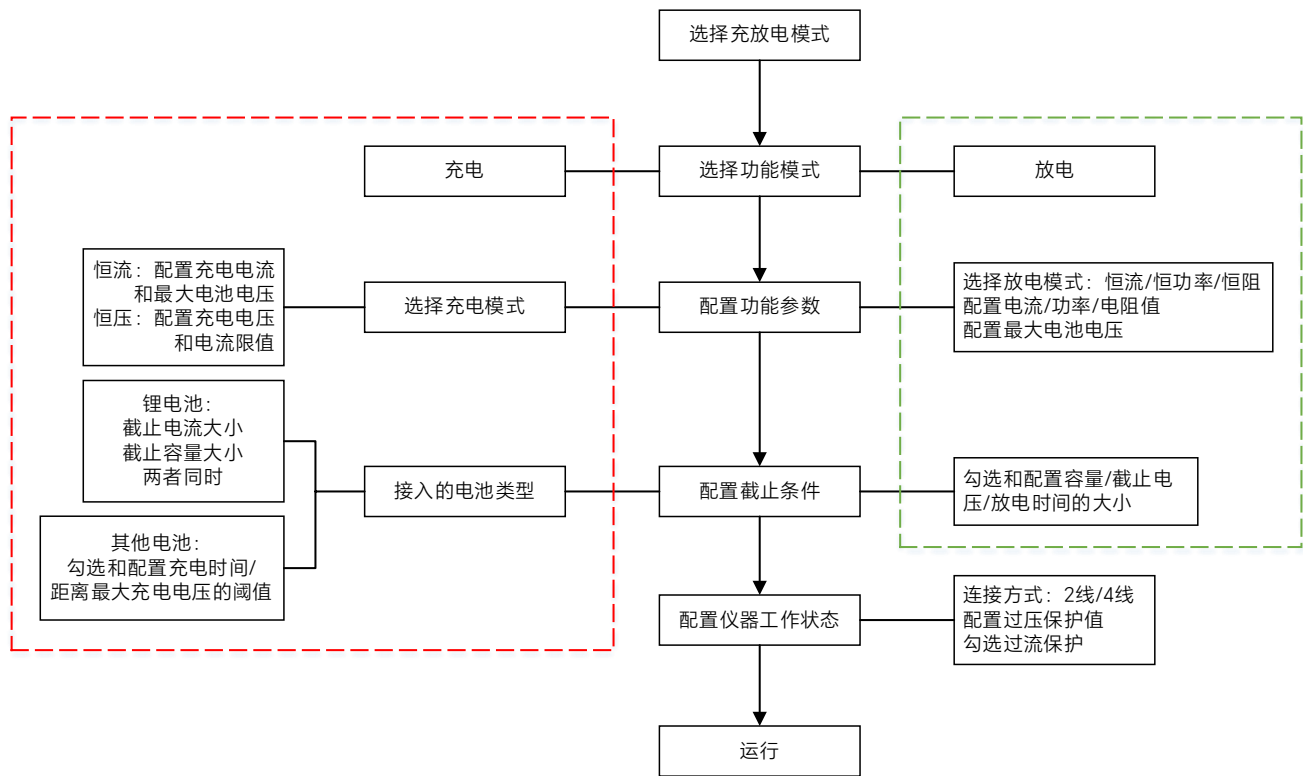 选择充放电模式
充电
选择功能模式
放电
恒流：配置充电电流
和最大电池电压
恒压：配置充电电压
和电流限值
选择充电模式
配置功能参数
选择放电模式：恒流/恒功率/恒阻
配置电流/功率/电阻值
配置最大电池电压
锂电池：
截止电流大小
截止容量大小
两者同时
接入的电池类型
配置截止条件
勾选和配置容量/截止电
压/放电时间的大小
其他电池：
勾选和配置充电时间/
距离最大充电电压的阈值
配置仪器工作状态
连接方式：2线/4线
配置过压保护值
勾选过流保护
运行